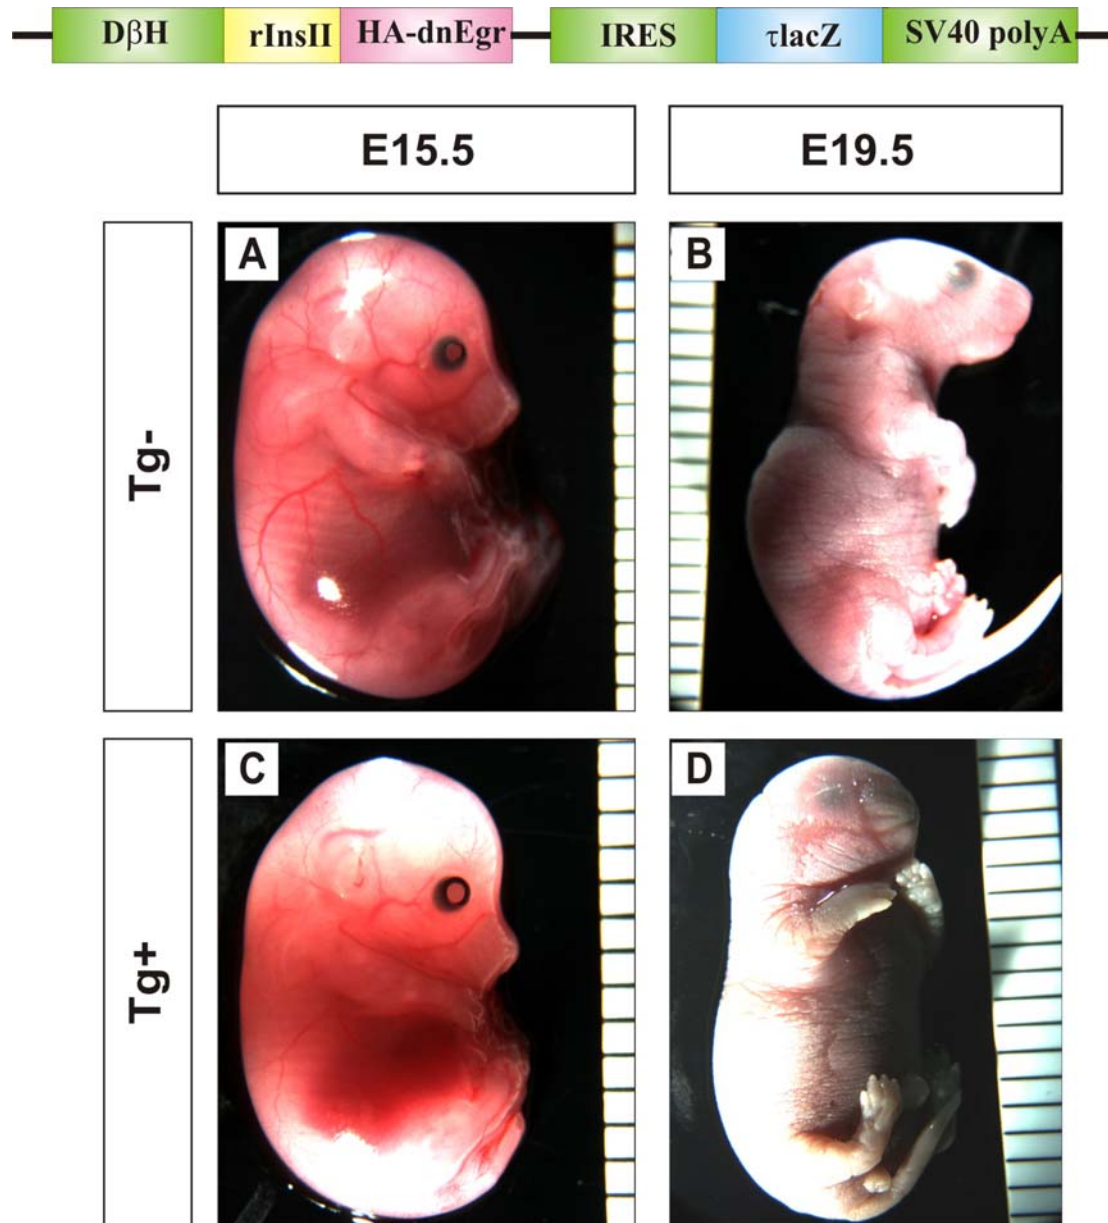 DβH rInsII HA-dnEgr IRES τlacZ SV40 polyA
E15.5 E19.5
Tg-
A B
Tg+
C D